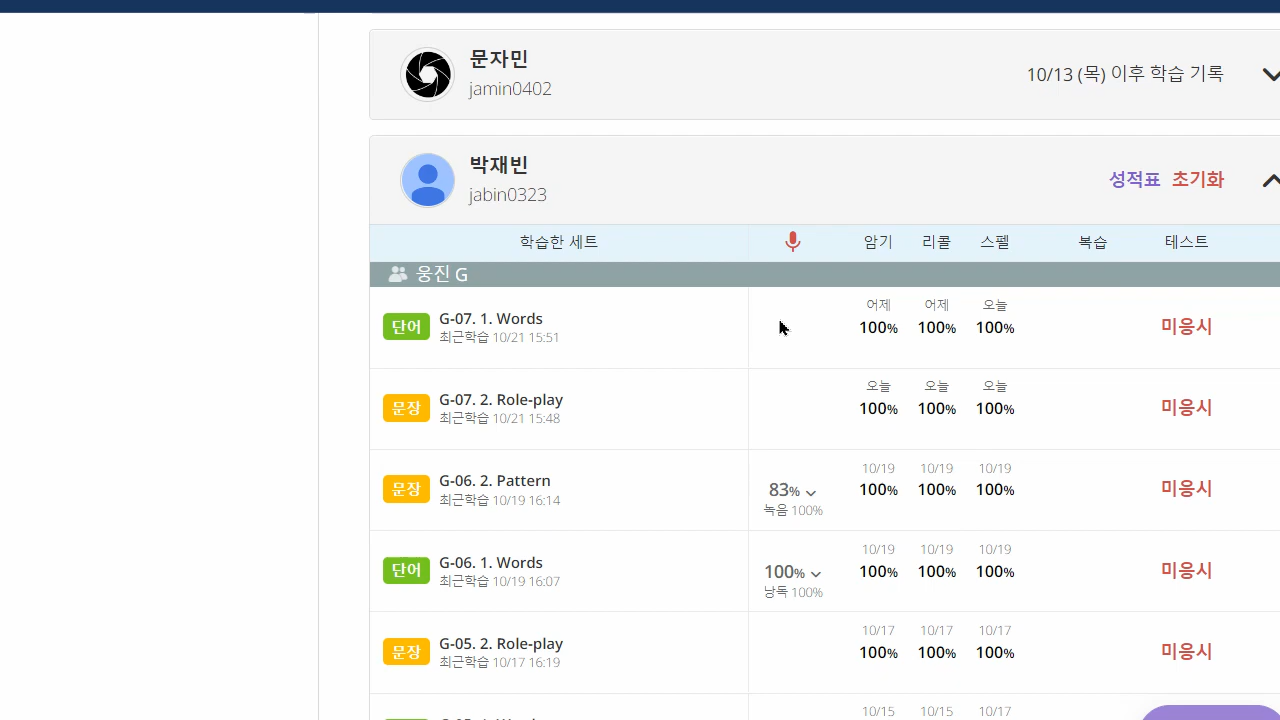 문자민
jamin0402
10/13 (목) 이후 학습 기록
박재빈
jabin0323
성적표 초기화
학습한 세트 암기 리콜 스펠 복습 테스트
웅진 G
단어 G-07. 1. Words
최근학습 10/21 15:51
어제 어제 오늘
100% 100% 100%
미응시
문장 G-07. 2. Role-play
최근학습 10/21 15:48
오늘 오늘 오늘
100% 100% 100%
미응시
문장 G-06. 2. Pattern
최근학습 10/19 16:14
83%
녹음 100%
10/19 10/19 10/19
100% 100% 100%
미응시
단어 G-06. 1. Words
최근학습 10/19 16:07
100%
낭독 100%
10/19 10/19 10/19
100% 100% 100%
미응시
문장 G-05. 2. Role-play
최근학습 10/17 16:19
10/17 10/17 10/17
100% 100% 100%
미응시
10/15 10/15 10/17